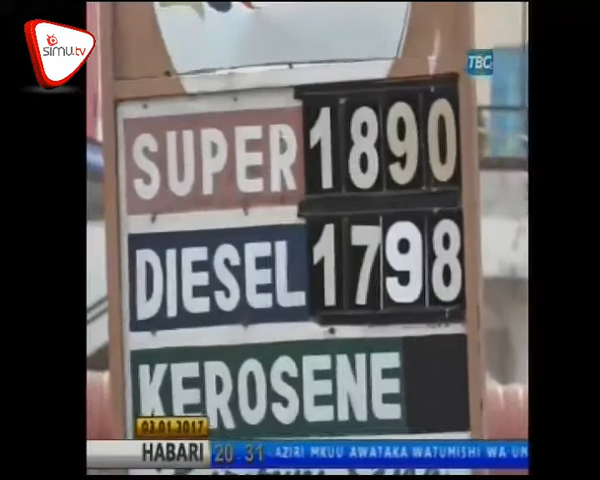 simu.tv
TBC
SUPER 1890
DIESEL 1798
KEROSENE
03.01.2017
HABARI 20:31 AZIRI MKUU AWATAKA WATUMISHI WA UM